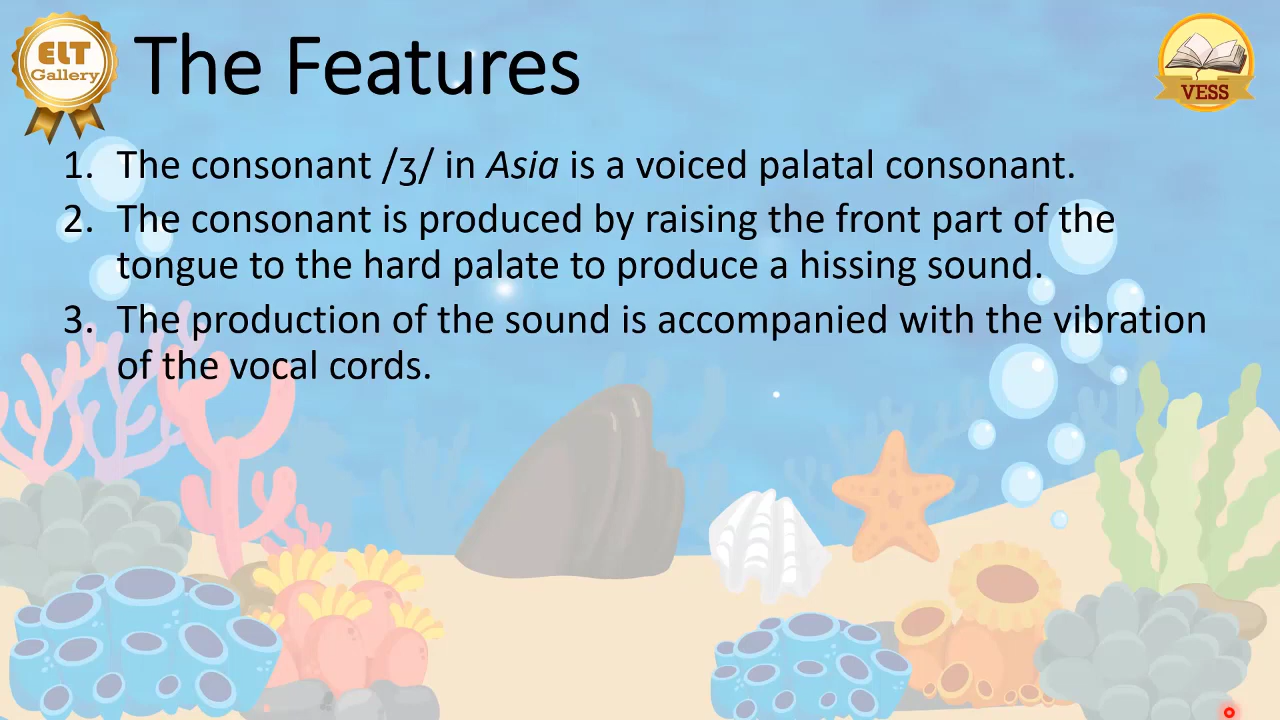 ELT
Gallery
The Features
VESS
1. The consonant /ʒ/ in Asia is a voiced palatal consonant.
2. The consonant is produced by raising the front part of the
tongue to the hard palate to produce a hissing sound.
3. The production of the sound is accompanied with the vibration
of the vocal cords.